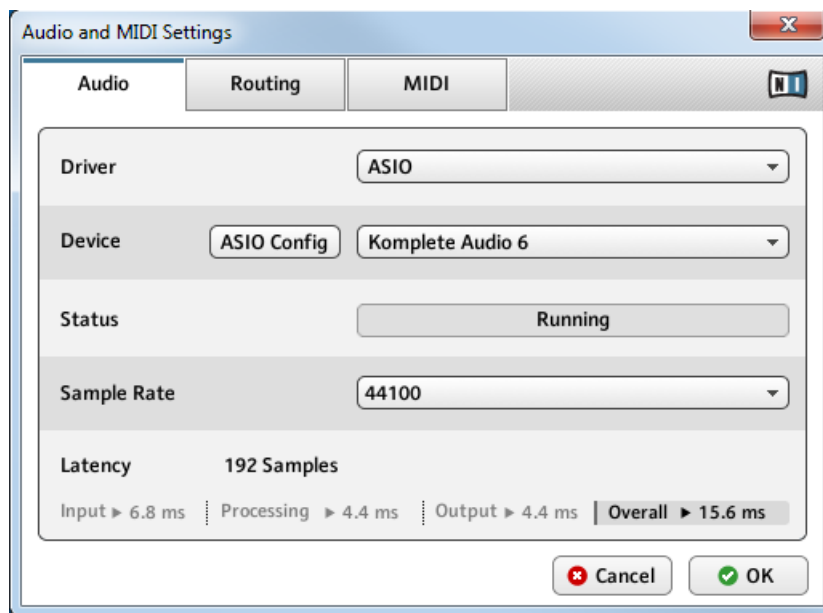 Audio and MIDI Settings
Audio Routing MIDI NI
Driver ASIO
Device ASIO Config Komplete Audio 6
Status Running
Sample Rate 44100
Latency 192 Samples
Input ▶ 6.8 ms Processing ▶ 4.4 ms Output ▶ 4.4 ms Overall ▶ 15.6 ms
Cancel OK